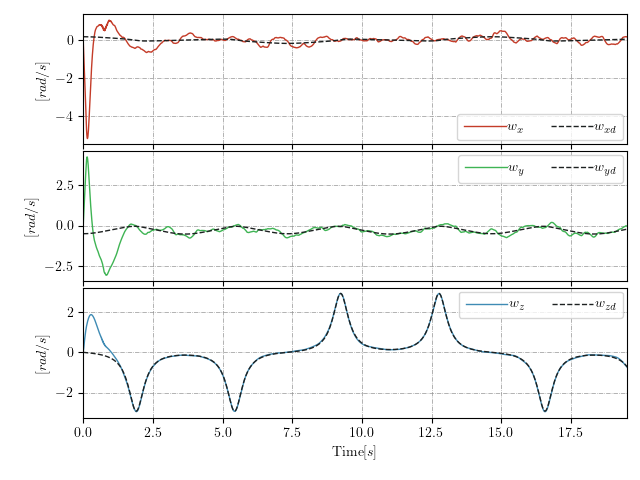 0
−2
−4
[rad/s]
w_x w_xd
2.5
0.0
−2.5
[rad/s]
w_y w_yd
2
0
−2
[rad/s]
w_z w_zd
0.0 2.5 5.0 7.5 10.0 12.5 15.0 17.5
Time[s]